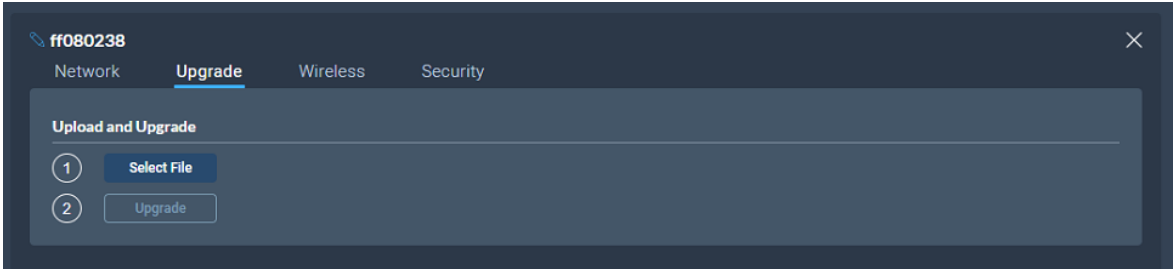 ff080238
Network Upgrade Wireless Security
Upload and Upgrade
1 Select File
2 Upgrade